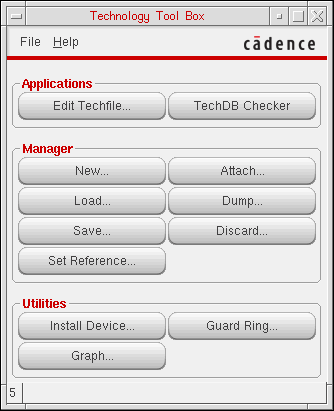 Technology Tool Box
File Help cādence
Applications
Edit Techfile... TechDB Checker
Manager
New... Attach...
Load... Dump...
Save... Discard...
Set Reference...
Utilities
Install Device... Guard Ring...
Graph...
5